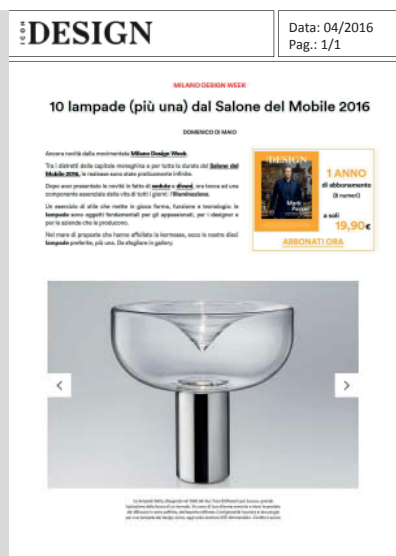 ICON DESIGN
Data: 04/2016
Pag.: 1/1
MILANO DESIGN WEEK
10 lampade (più una) dal Salone del Mobile 2016
DOMENICO DI MAIO
Ancora novità dalla movimentata Milano Design Week.
Tra i distretti della capitale meneghina e per tutta la durata del Salone del
Mobile 2016, le realease sono state praticamente infinite.
Dopo aver presentato le novità in fatto di sedute e divani, ora tocca ad una
componente essenziale della vita di tutti i giorni: l'illuminazione.
Un esercizio di stile che mette in gioco forma, funzione e tecnologia: le
lampade sono oggetti fondamentali per gli appassionati, per i designer e
per le aziende che le producono.
Nel mare di proposte che hanno affollato la kermesse, ecco le nostre dieci
lampade preferite, più una. Da sfogliare in gallery.
DESIGN
1 ANNO
di abbonamento
(9 numeri)
a soli
19,90€
ABBONATI ORA